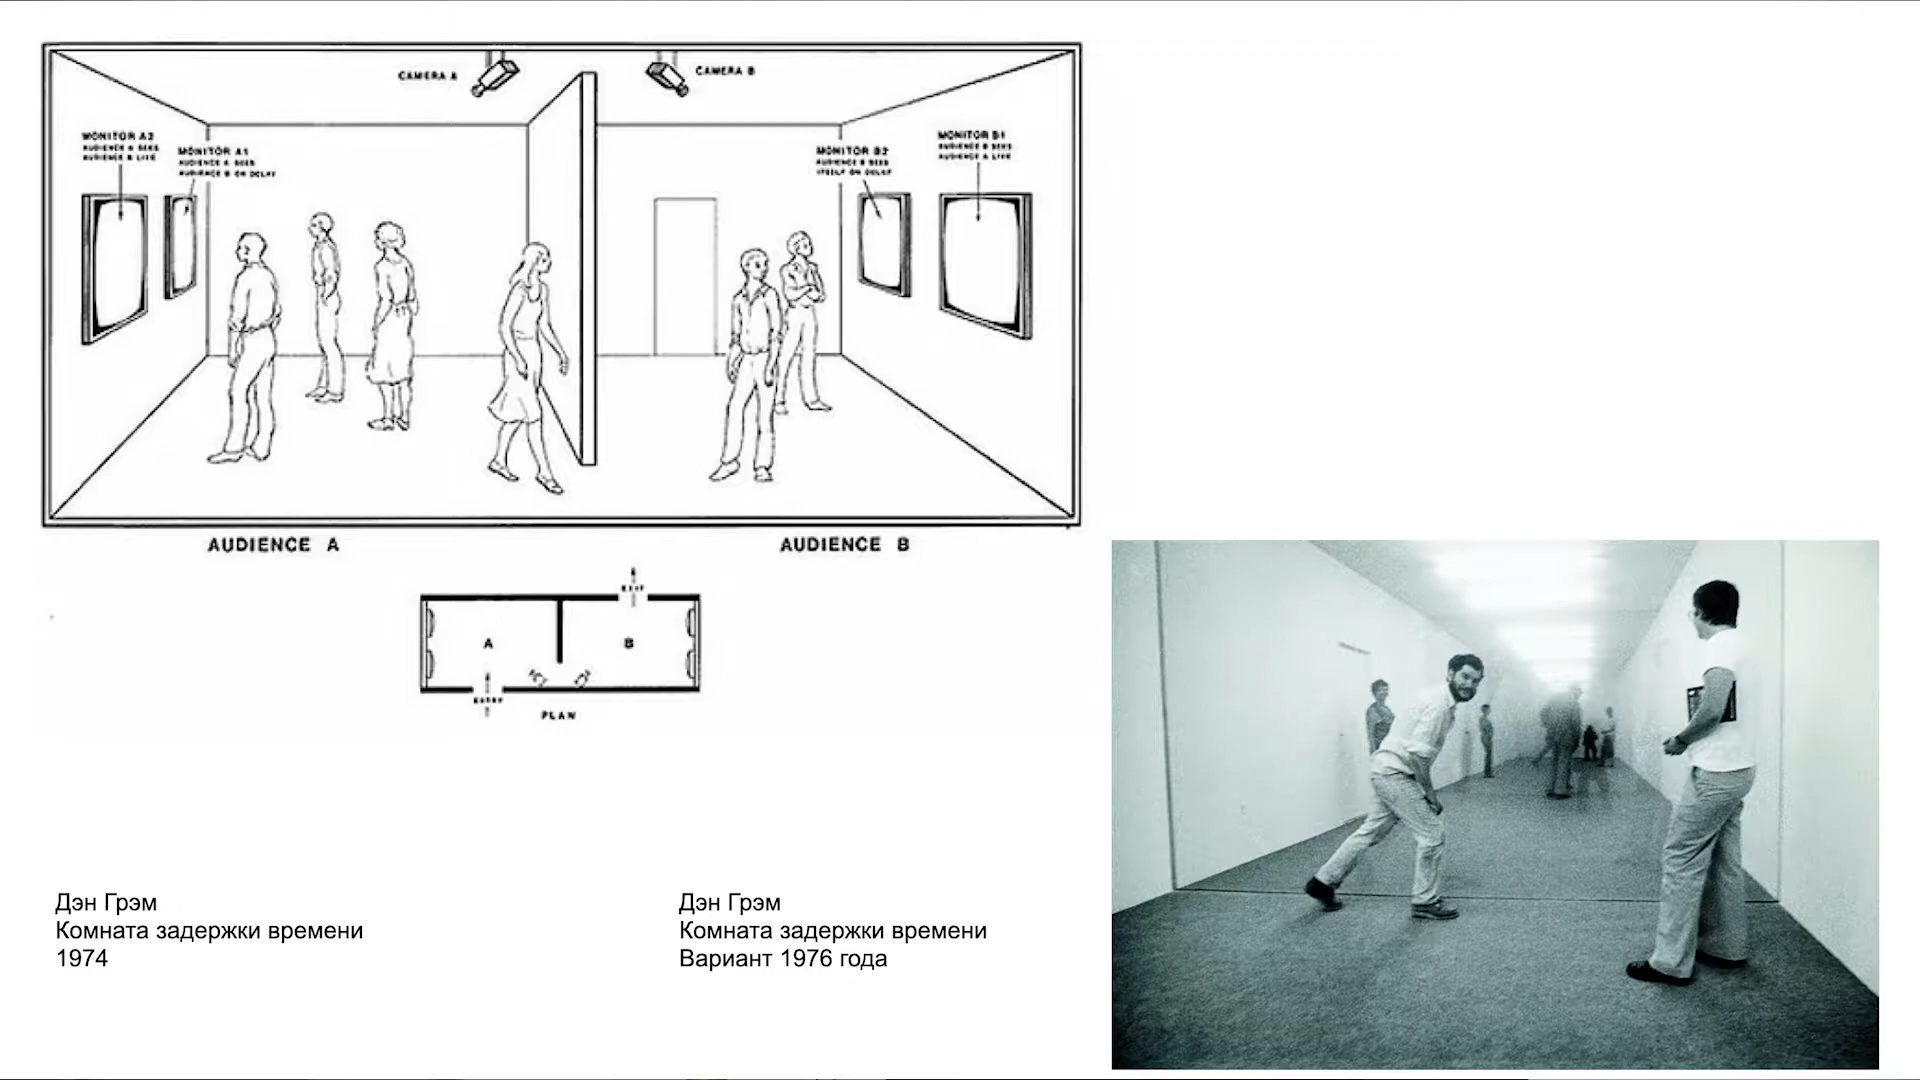 CAMERA A
CAMERA B
MONITOR A2
AUDIENCE A SEES
AUDIENCE B LIVE
MONITOR A1
AUDIENCE A SEES
AUDIENCE B ON DELAY
MONITOR B2
AUDIENCE B SEES
ITSELF ON DELAY
MONITOR B1
AUDIENCE B SEES
AUDIENCE A LIVE
AUDIENCE A
AUDIENCE B
EXIT
A
B
ENTRY
PLAN
Дэн Грэм
Комната задержки времени
1974
Дэн Грэм
Комната задержки времени
Вариант 1976 года